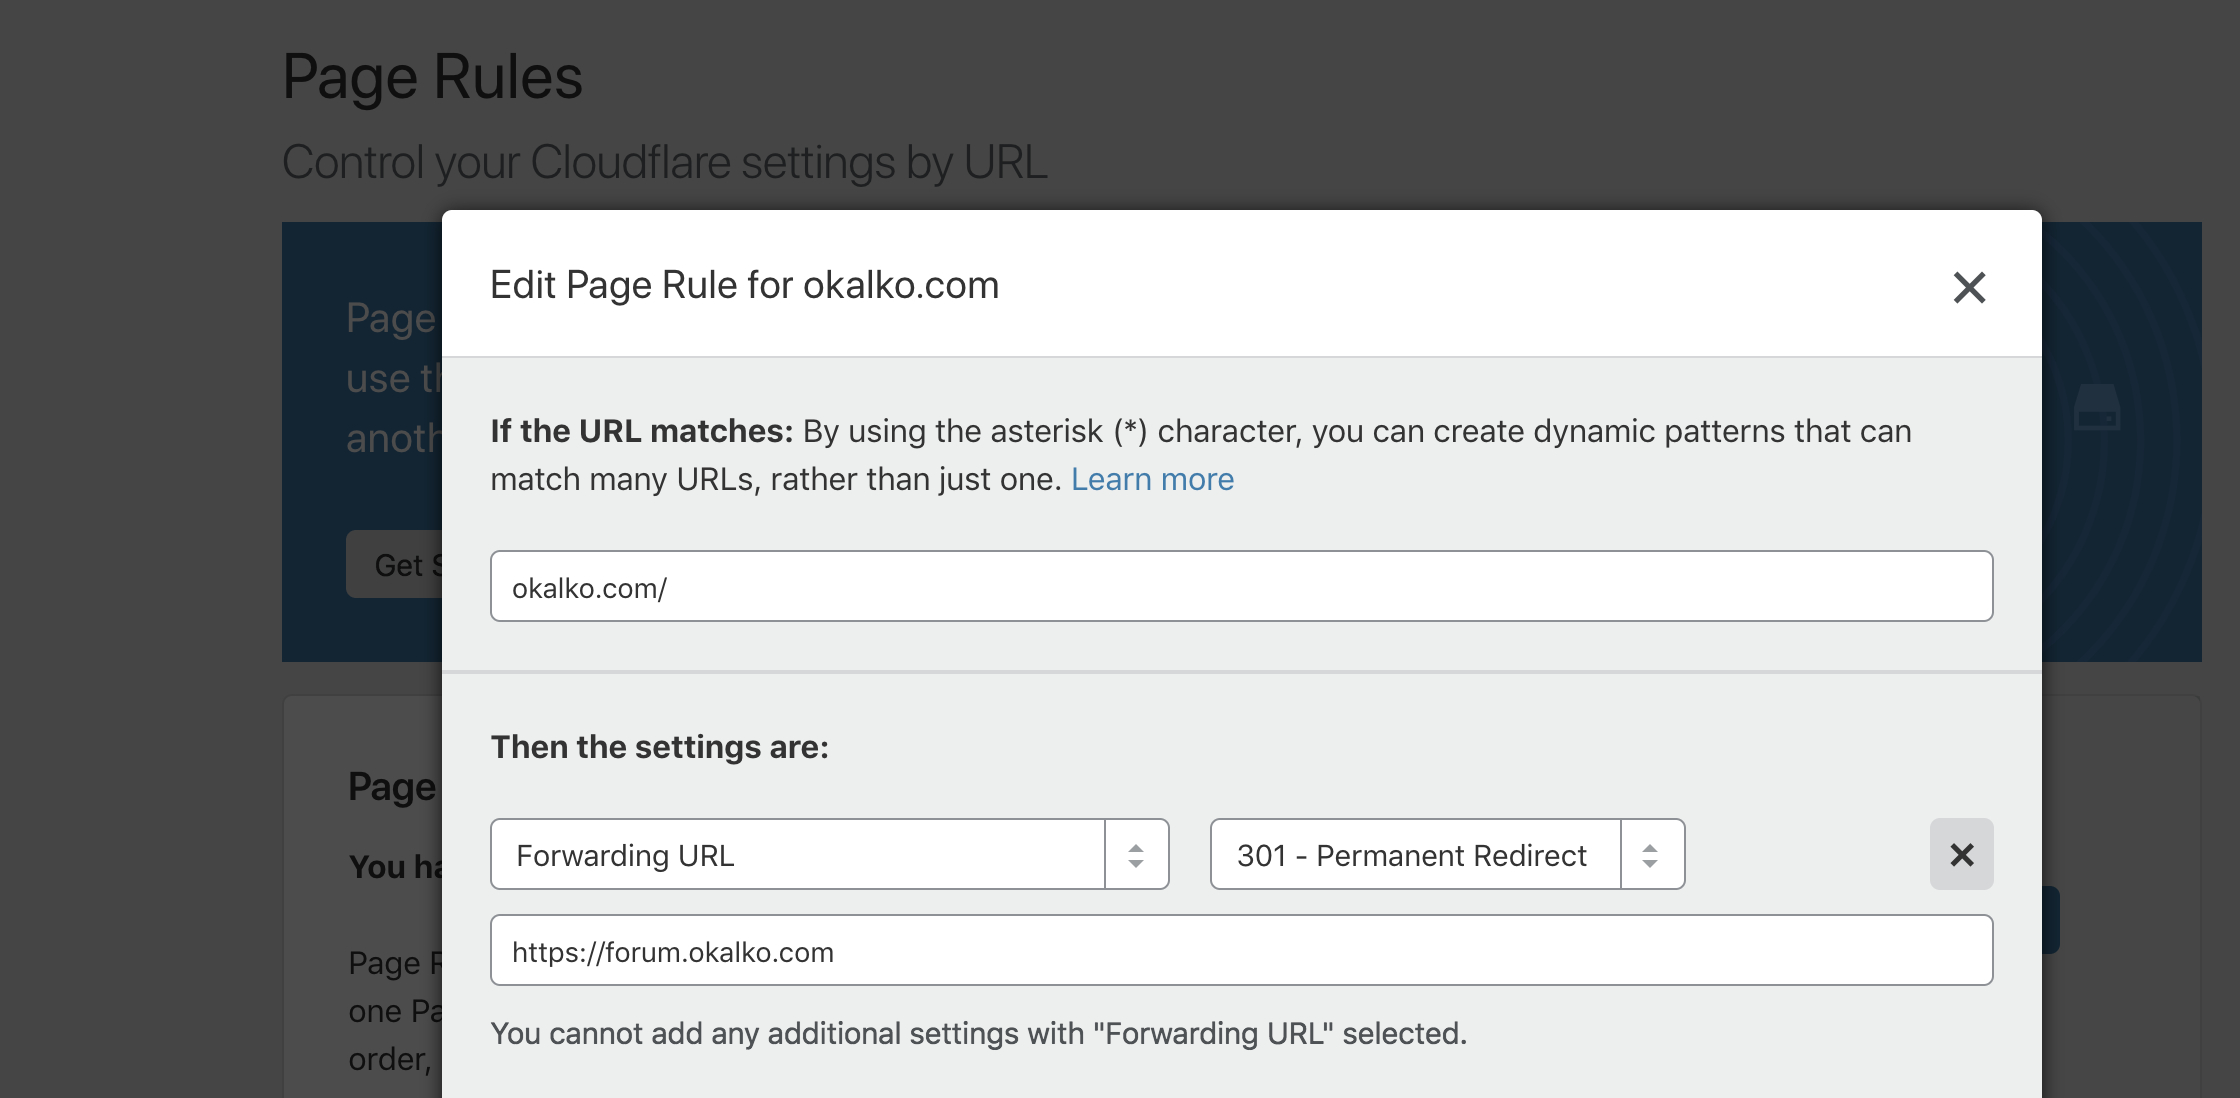 Page Rules
Control your Cloudflare settings by URL
Page
use th
anoth
Get S
Edit Page Rule for okalko.com
If the URL matches: By using the asterisk (*) character, you can create dynamic patterns that can
match many URLs, rather than just one. Learn more
okalko.com/
Then the settings are:
Forwarding URL
301 - Permanent Redirect
https://forum.okalko.com
You cannot add any additional settings with "Forwarding URL" selected.
Page
You ha
Page R
one Pa
order,